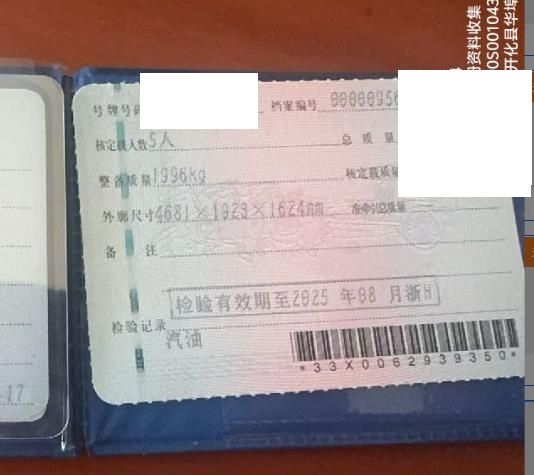 号牌号码
档案编号 00000956
核定载人数 5人
总质量
整备质量 1996kg
核定载质量
外廓尺寸 4681×1923×1624mm
准牵引总质量
备注
检验有效期至2025年08月浙H
检验记录
汽油
*33X0062939350*
资料收集
0S001043
开化县华埠
17